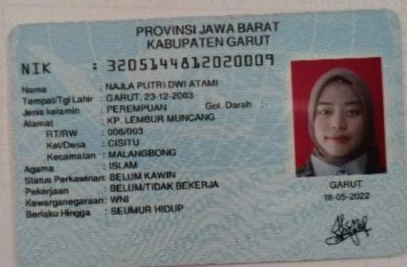 PROVINSI JAWA BARAT
KABUPATEN GARUT
NIK : 3205144812020009
Nama : NAJLA PUTRI DWI ATAMI
Tempat/Tgl Lahir : GARUT, 23-12-2003
Jenis kelamin : PEREMPUAN Gol. Darah :
Alamat : KP. LEMBUR MUNCANG
RT/RW : 006/003
Kel/Desa : CISITU
Kecamatan : MALANGBONG
Agama : ISLAM
Status Perkawinan: BELUM KAWIN
Pekerjaan : BELUM/TIDAK BEKERJA
Kewarganegaraan: WNI
Berlaku Hingga : SEUMUR HIDUP
GARUT
18-05-2022